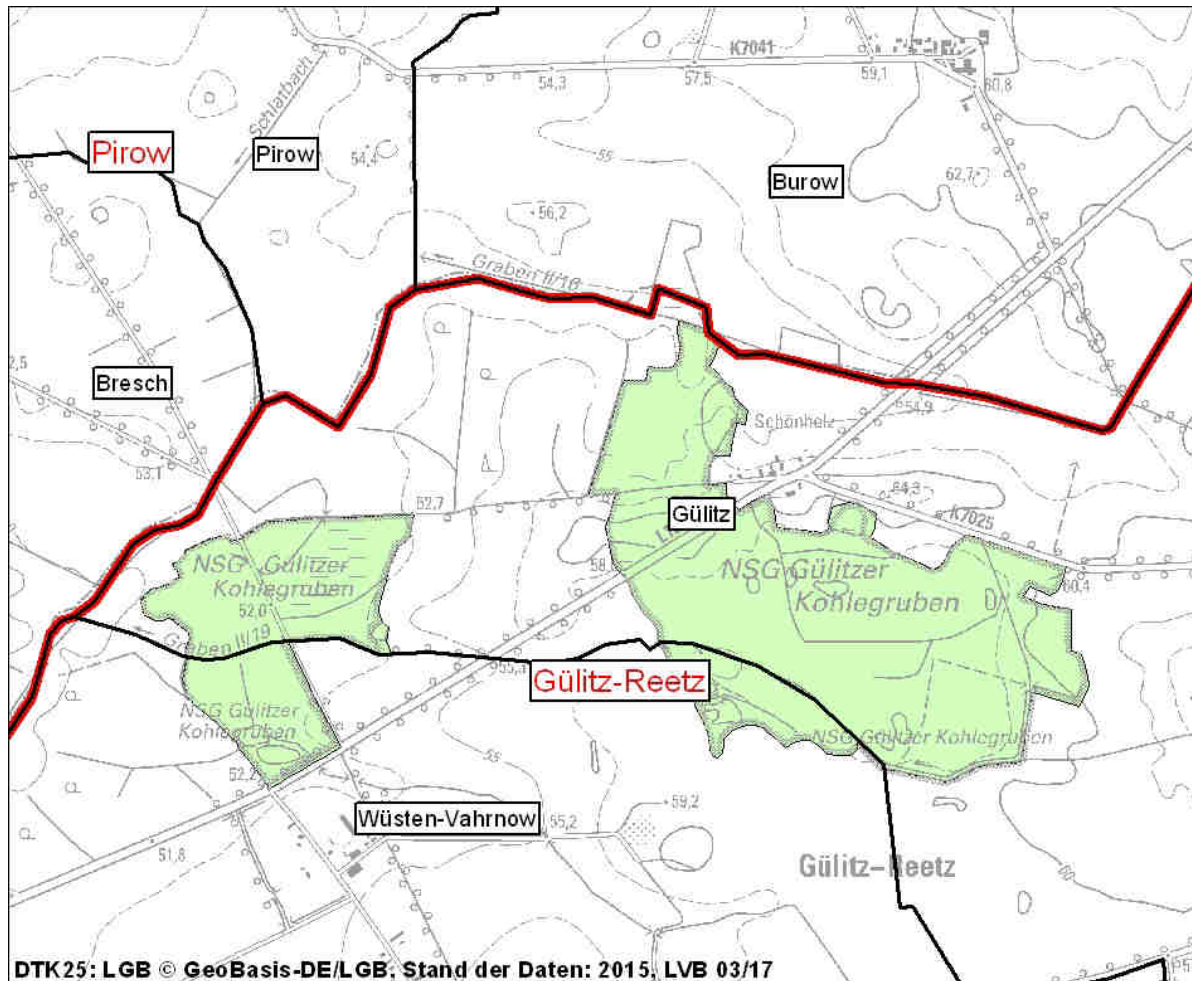 K7041
54,3
57,5
59,1
60,8
Schlatbach
Pirow
Pirow
54,4
55
Burow
62,7
56,2
Graben II/16
Bresch
53,1
54,9
Schönholz
52,7
Gülitz
64,3
K7025
NSG Gülitzer
Kohlegruben
52,0
NSG Gülitzer
Kohlegruben
60,4
Graben II/19
55,1
Gülitz-Reetz
NSG Gülitzer
Kohlegruben
NSG Gülitzer Kohlegruben
52,2
55
59,2
Wüsten-Vahrnow
55,2
51,8
Gülitz-Reetz
DTK25: LGB © GeoBasis-DE/LGB, Stand der Daten: 2015, LVB 03/17